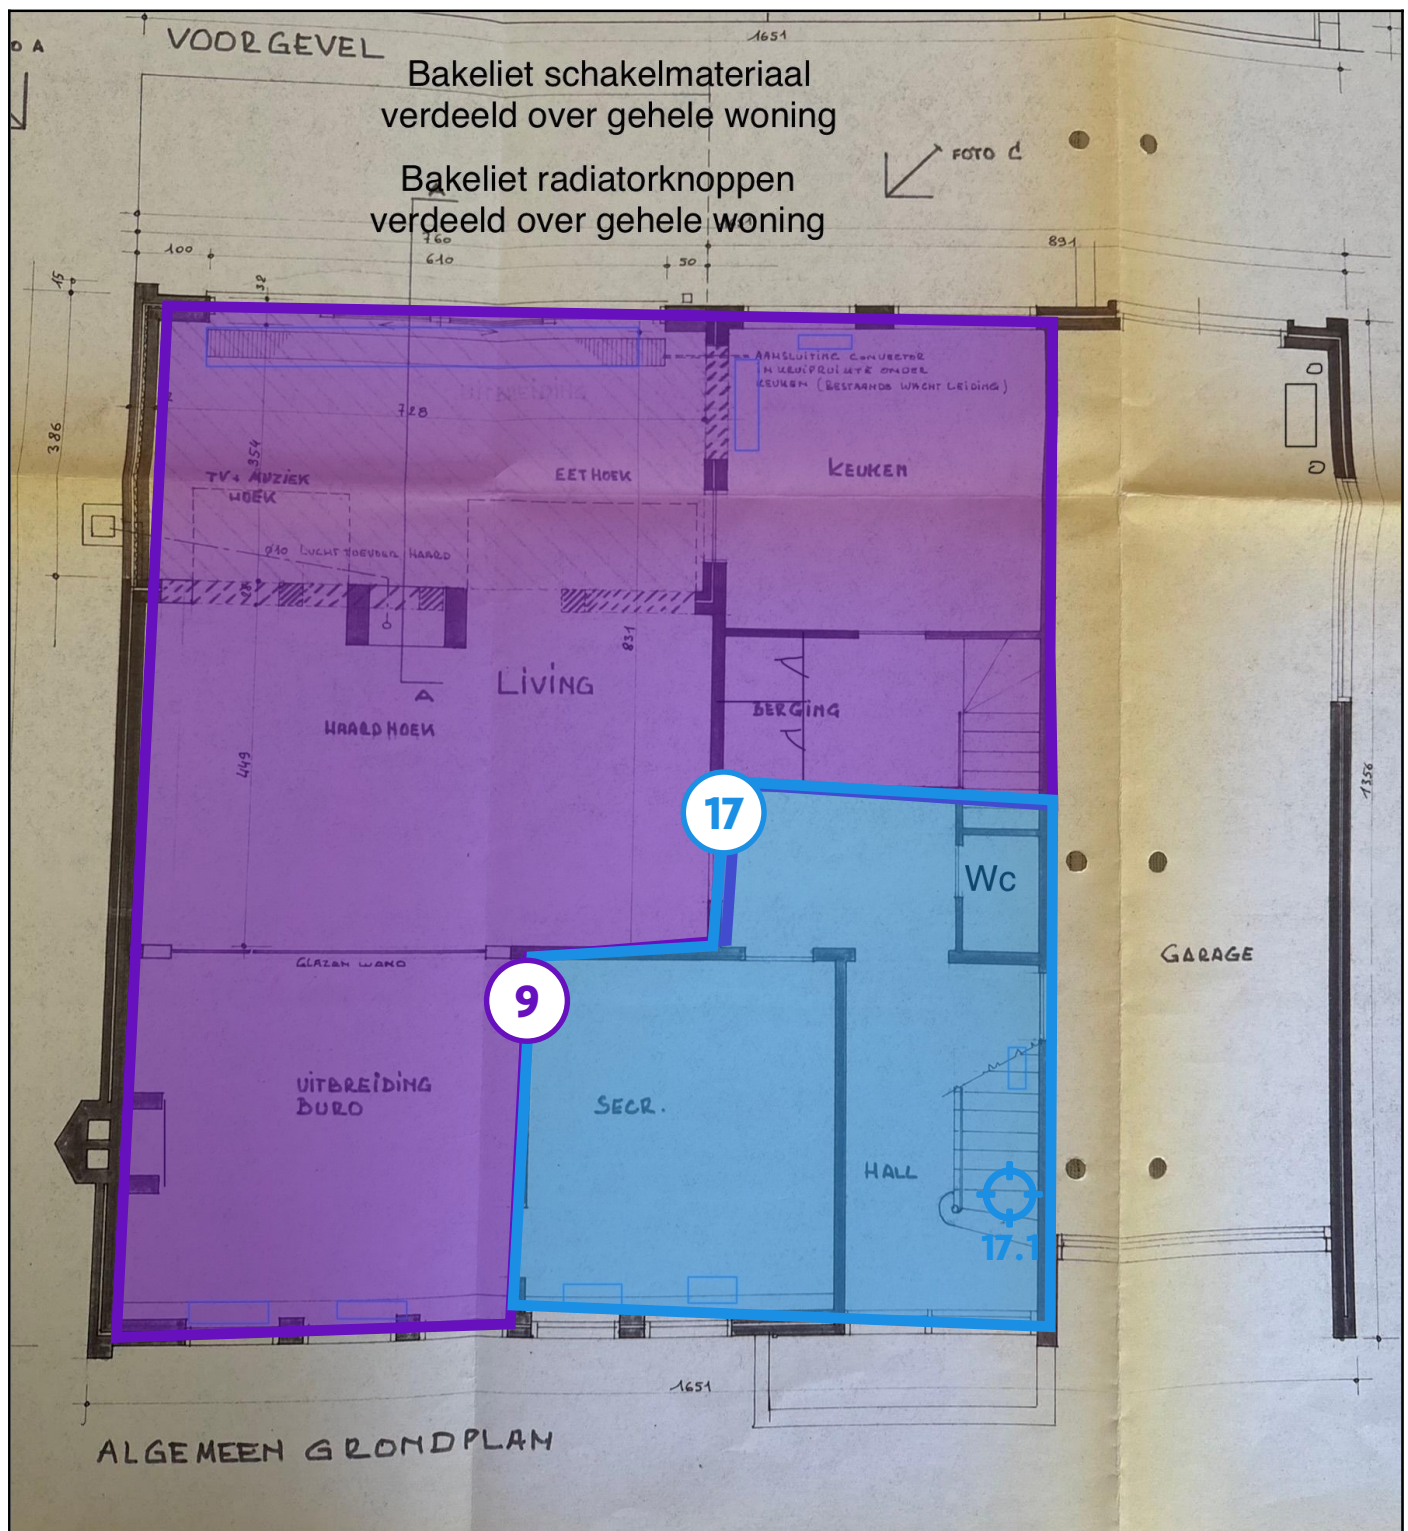 D A
VOORGEVEL
1651
Bakeliet schakelmateriaal
verdeeld over gehele woning
FOTO C
Bakeliet radiatorknoppen
verdeeld over gehele woning
A
760
891
100
610
50
15
38
AANSLUITING CONVECTOR
IN KRUIPRUIMTE ONDER
KEUKEN (BESTAANDE WACHT LEIDING)
UITBREIDING
728
386
354
TV+ MUZIEK
HOEK
EETHOEK
KEUKEN
Ø10 LUCHT TOEVOER HAARD
831
LIVING
A
BERGING
HAARDHOEK
449
1356
17
Wc
GARAGE
GLAZEN WAND
9
UITBREIDING
BURO
SECR.
HALL
17.1
1651
ALGEMEEN GRONDPLAN